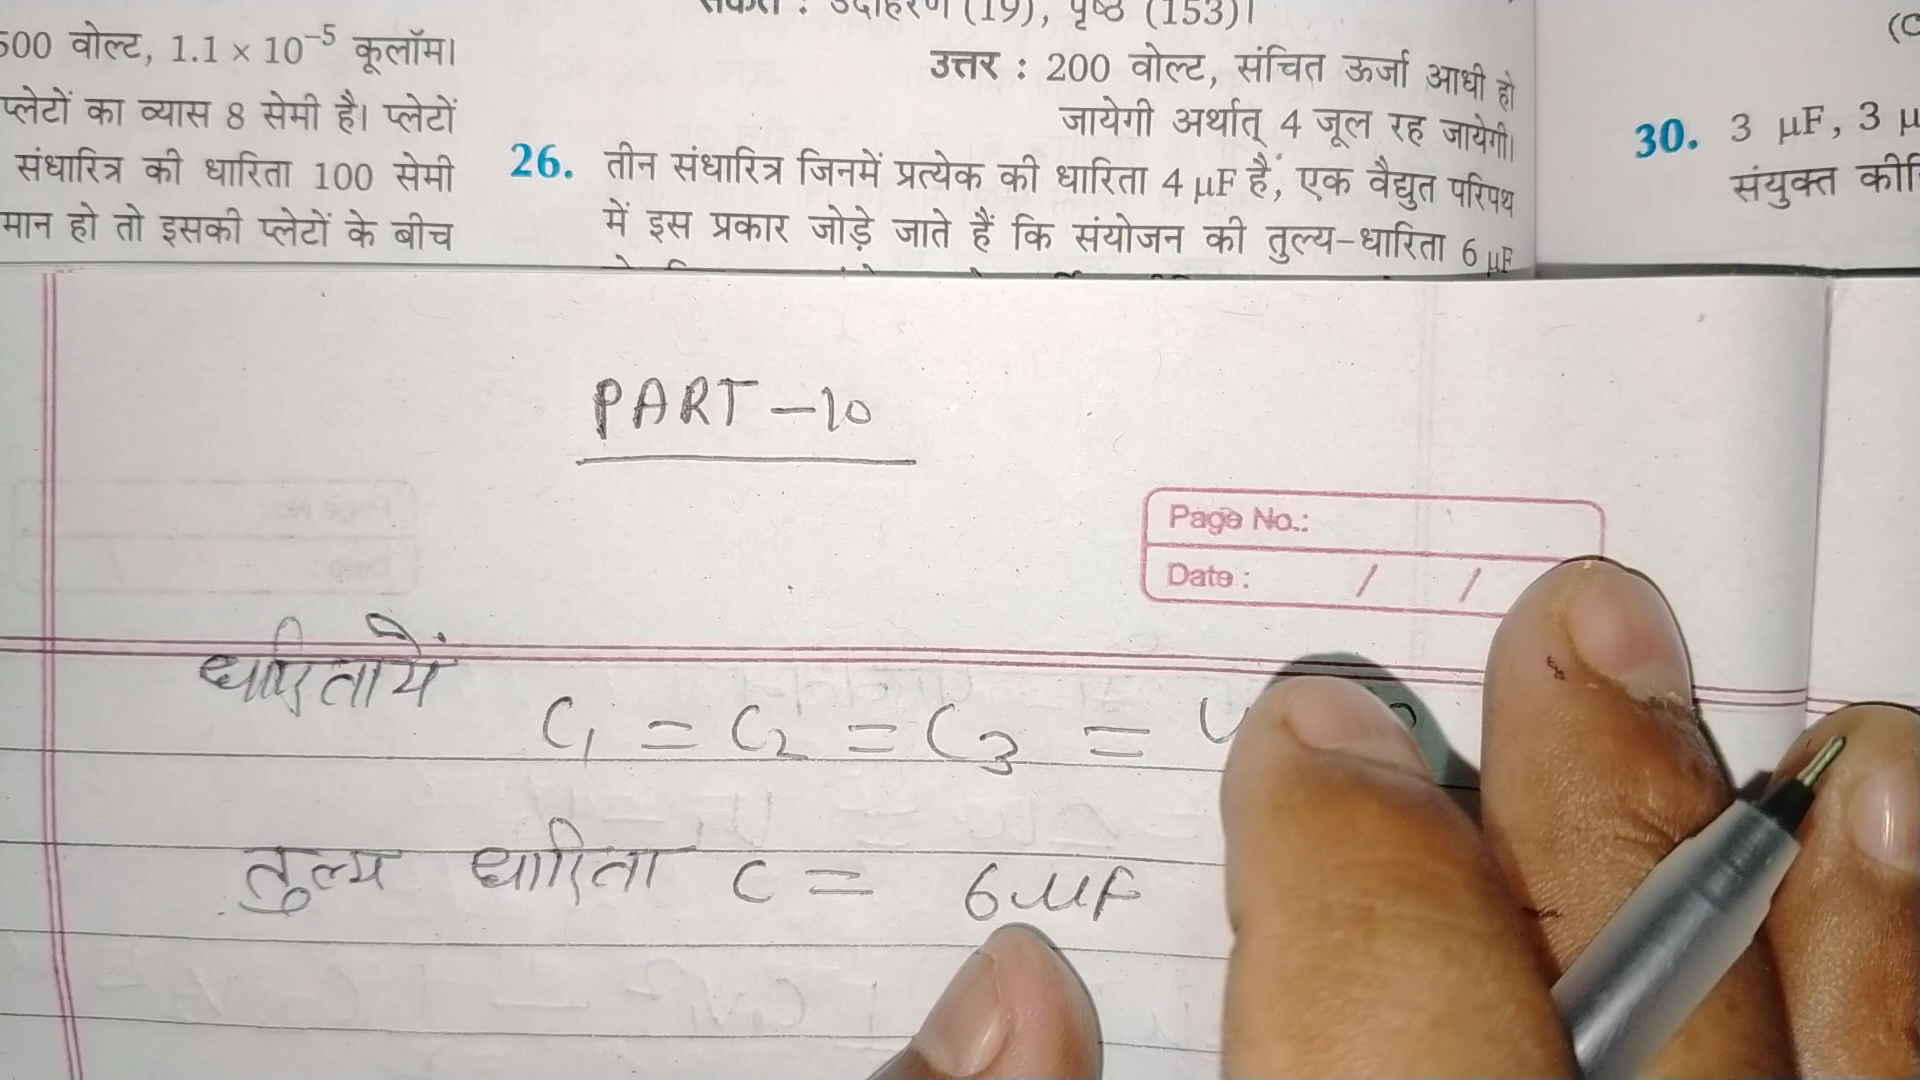 संकेत : उदाहरण (19), पृष्ठ (153)।
500 वोल्ट, 1.1 × 10⁻⁵ कूलॉम।
प्लेटों का व्यास 8 सेमी है। प्लेटों
संधारित्र की धारिता 100 सेमी
मान हो तो इसकी प्लेटों के बीच
उत्तर : 200 वोल्ट, संचित ऊर्जा आधी हो
जायेगी अर्थात् 4 जूल रह जायेगी।
26. तीन संधारित्र जिनमें प्रत्येक की धारिता 4 μF है, एक वैद्युत परिपथ
में इस प्रकार जोड़े जाते हैं कि संयोजन की तुल्य-धारिता 6 μF
30. 3 μF, 3 μ
संयुक्त
PART-10
Page No.:
Date : / /
धारितायें
C₁ = C₂ = C₃ =
तुल्य धारिता C = 6μF